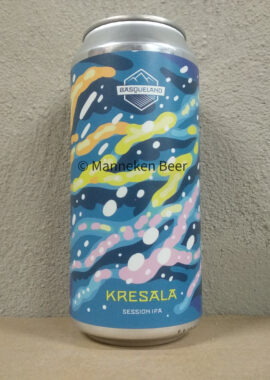 BASQUELAND
© Manneken Beer
KRESALA
SESSION IPA